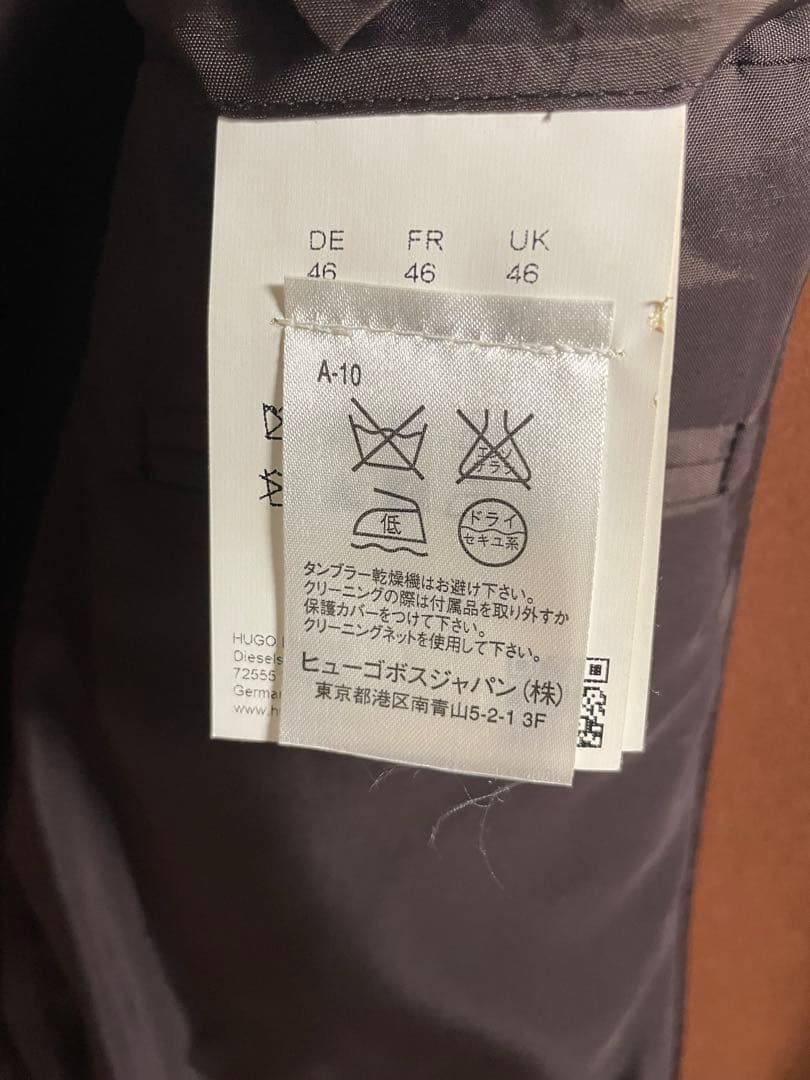 DE FR UK
46 46 46
A-10
エンソ
サラシ
低
ドライ
セキユ系
タンブラー乾燥機はお避け下さい。
クリーニングの際は付属品を取り外すか
保護カバーをつけて下さい。
クリーニングネットを使用して下さい。
ヒューゴボスジャパン(株)
東京都港区南青山5-2-1 3F
HUGO
72555